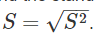 S = √S².